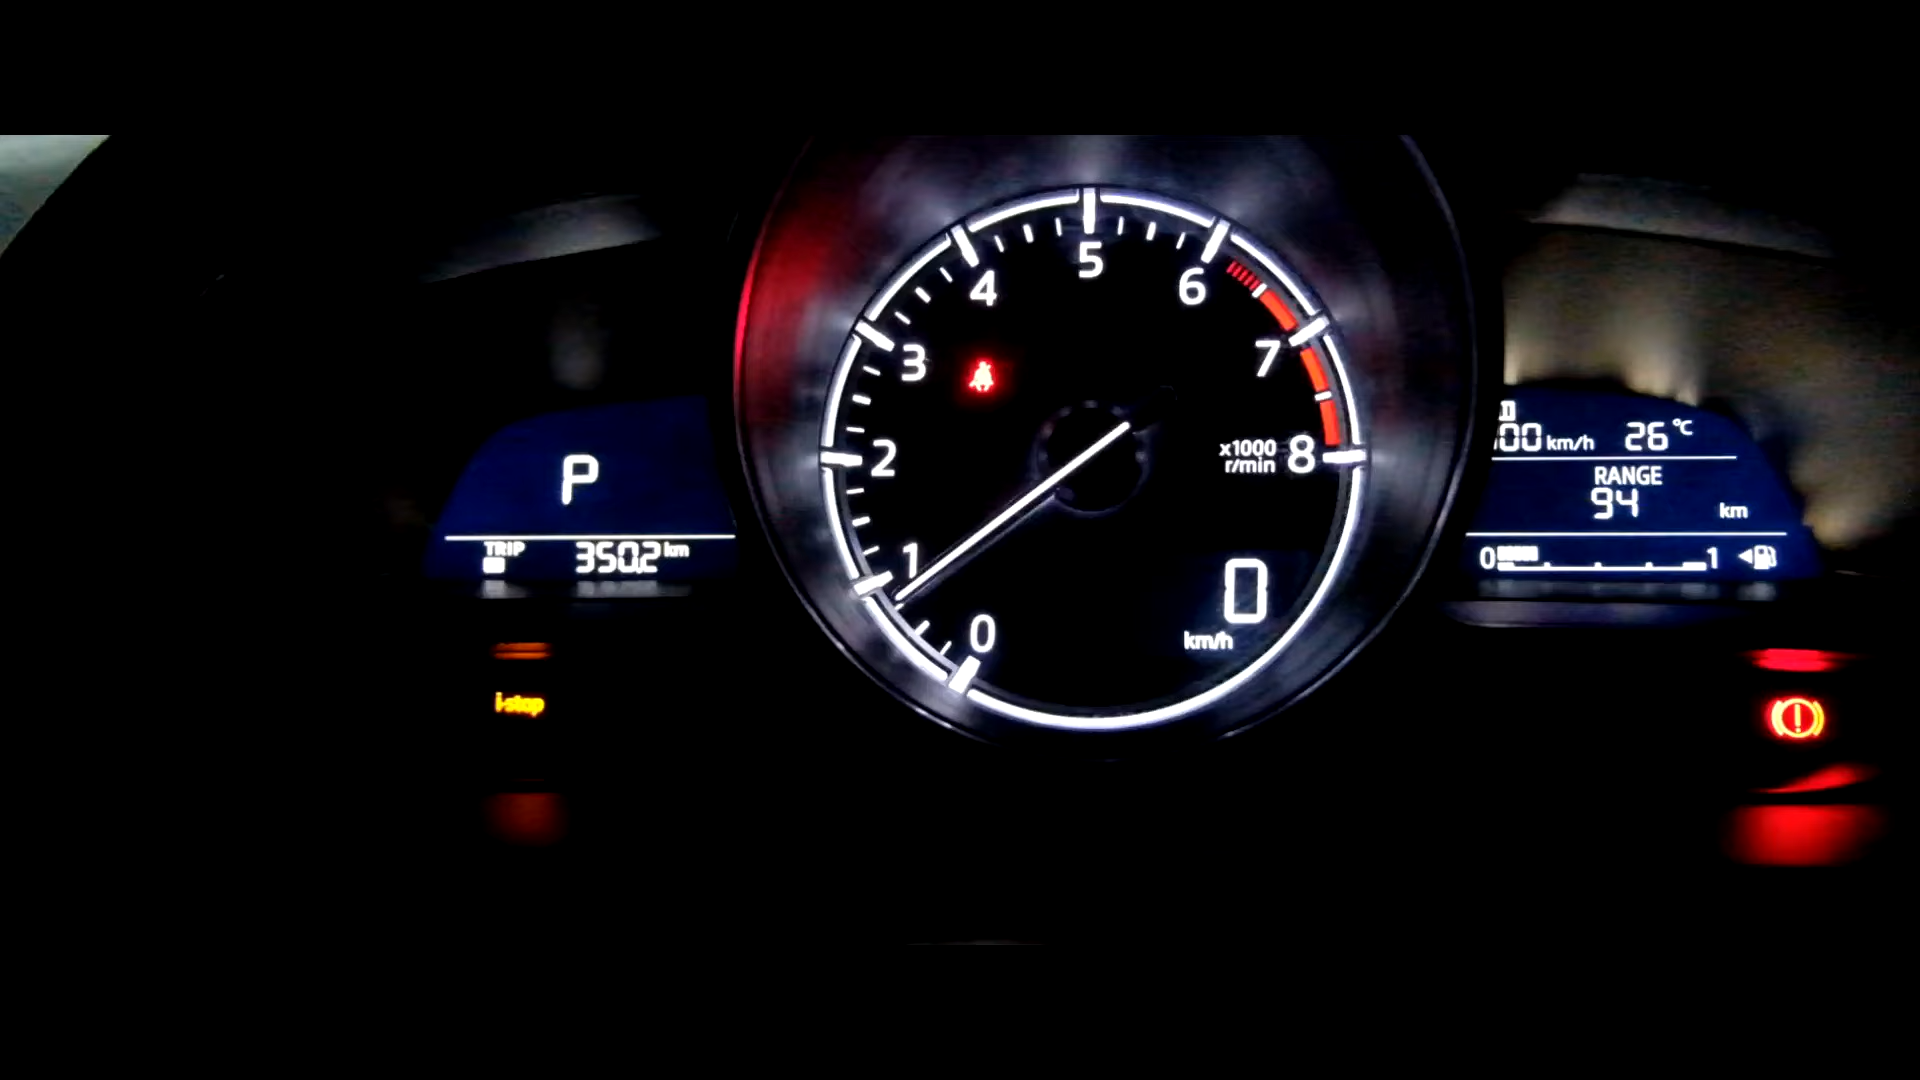 P
TRIP 350.2 km
i-stop
0
1
2
3
4
5
6
7
8
x1000
r/min
0
km/h
00 km/h 26 °C
RANGE
94 km
0 1